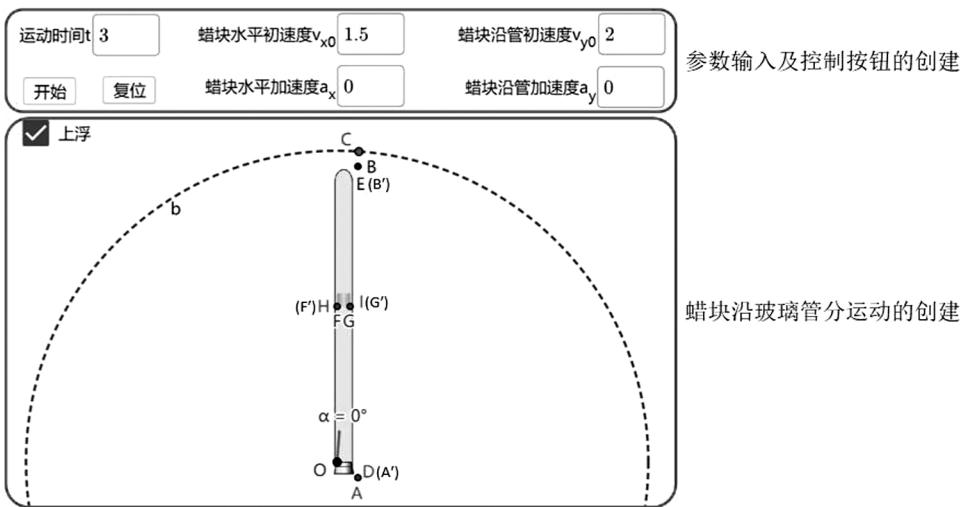 运动时间t 3 蜡块水平初速度vx0 1.5 蜡块沿管初速度vy0 2
参数输入及控制按钮的创建
开始 复位 蜡块水平加速度ax 0 蜡块沿管加速度ay 0
上浮
C
B
E(B′)
b
(F′)H I(G′)
FG
蜡块沿玻璃管分运动的创建
α = 0°
O D(A′)
A